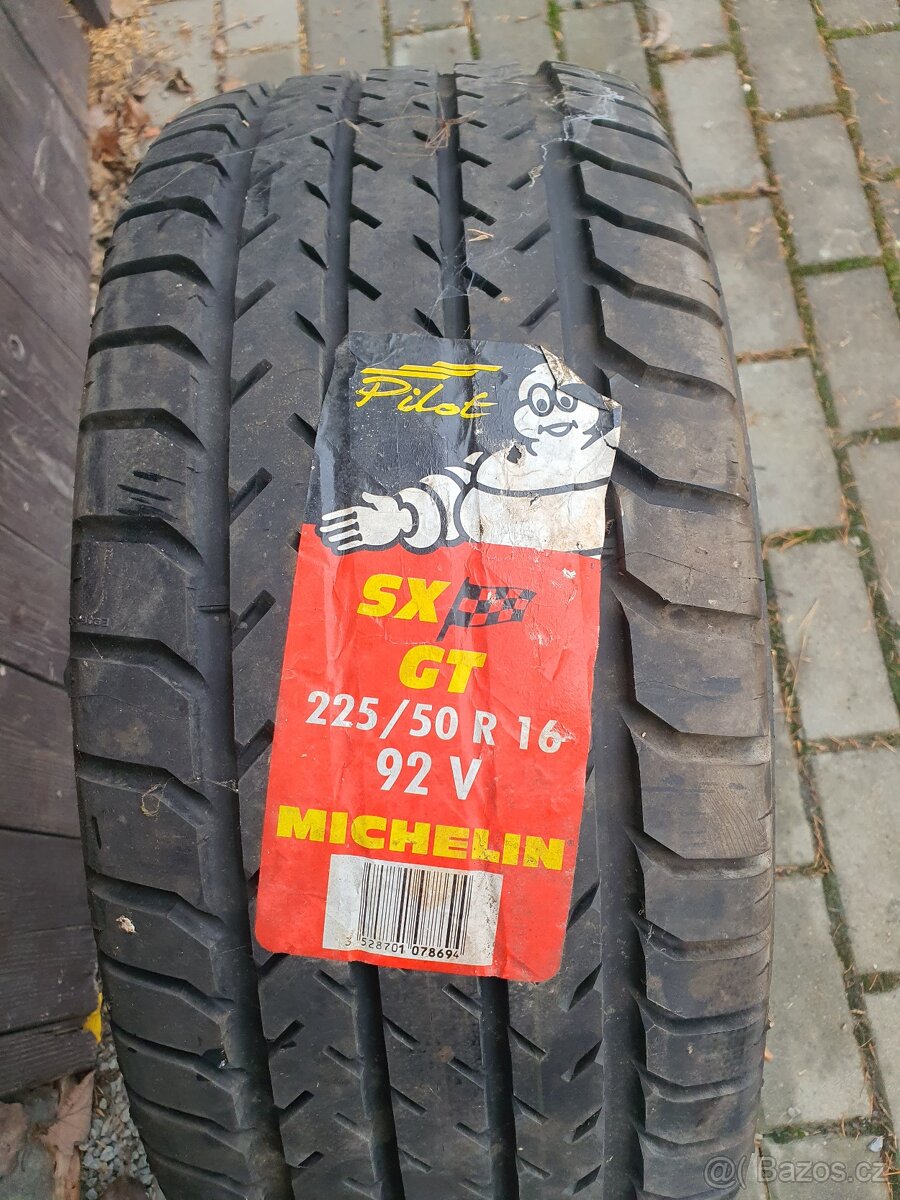 Pilot
SX
GT
225/50 R 16
92 V
MICHELIN
3 528701 078694
@ Bazos.cz